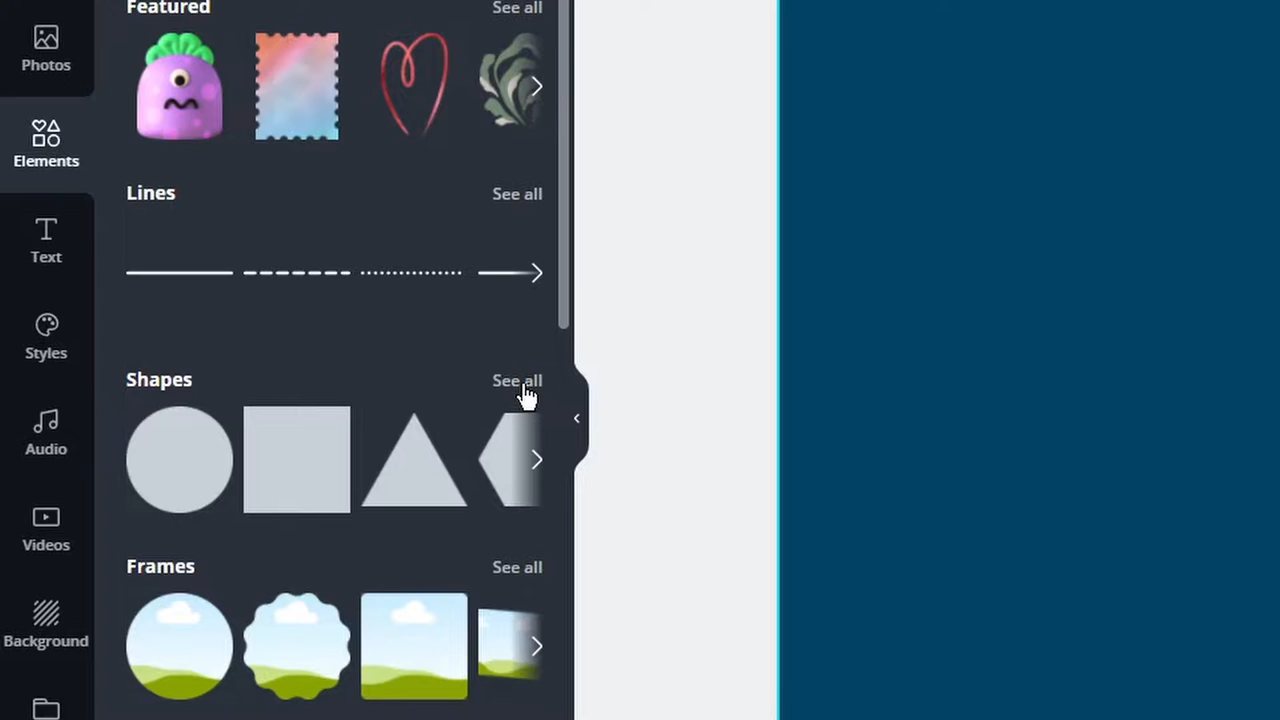 Featured
See all
Photos
Elements
Lines
See all
Text
Styles
Shapes
See all
Audio
Videos
Frames
See all
Background